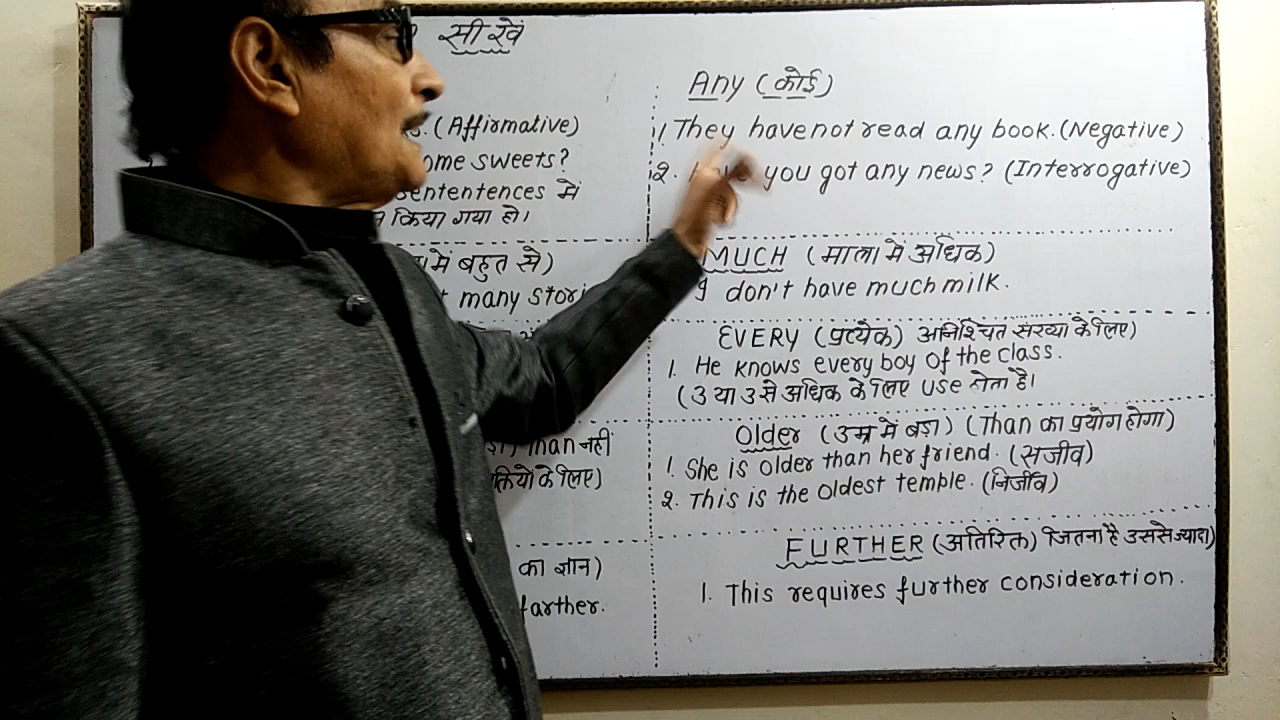 सीखें
(Affirmative)
ome sweets?
sententences में
किया गया हो।
में बहुत से)
many stori
Than नहीं
के लिए)
का ज्ञान)
farther.
Any (कोई)
1. They have not read any book. (Negative)
2. Have you got any news? (Interrogative)
MUCH (माला मे अधिक)
I don't have much milk.
EVERY (प्रत्येक) अनिश्चित संख्या के लिए)
1. He knows every boy of the class.
(3 या 3 से अधिक के लिए use होता है।
Older (उम्र में बड़ा) (Than का प्रयोग होगा)
1. She is older than her friend. (सजीव)
2. This is the oldest temple. (निर्जीव)
FURTHER (अतिरिक्त) जितना है उससे ज्यादा)
1. This requires further consideration.